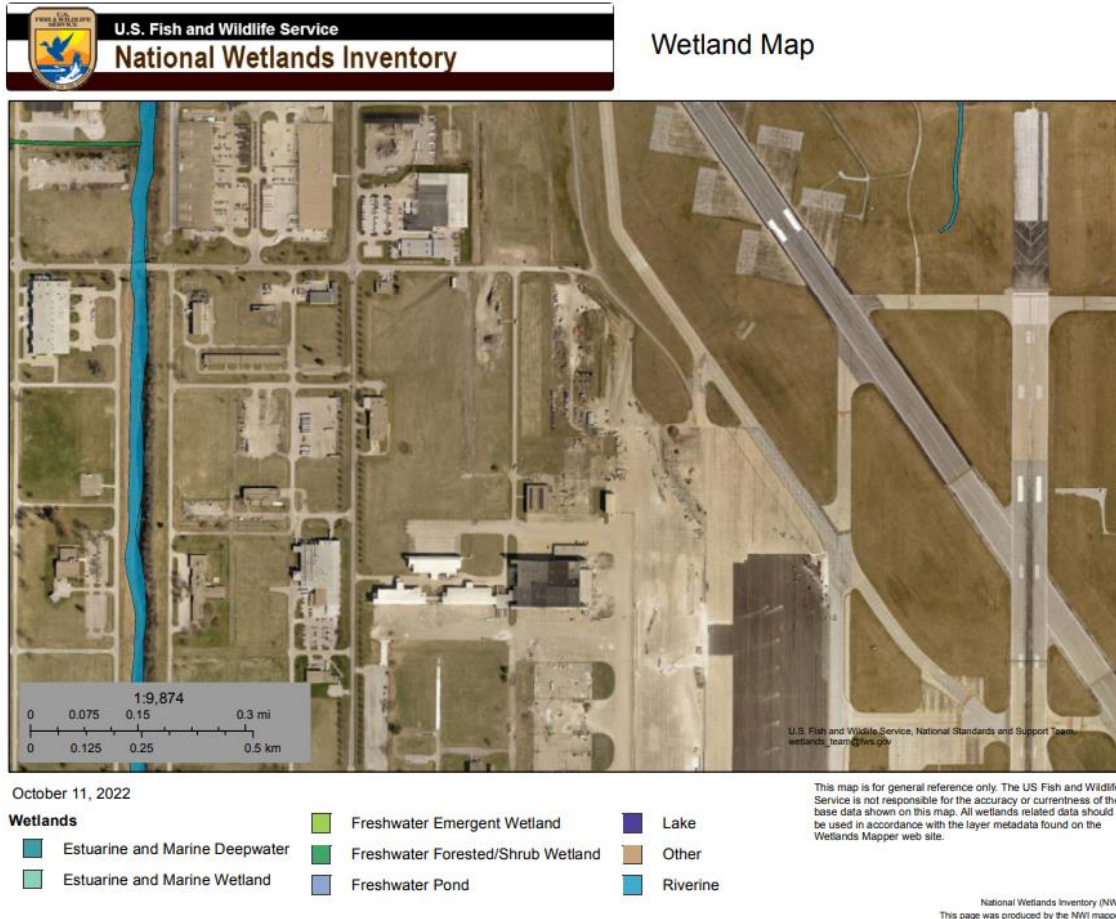 U.S.
FISH & WILDLIFE
SERVICE
U.S. Fish and Wildlife Service
National Wetlands Inventory
Wetland Map
1:9,874
0 0.075 0.15 0.3 mi
0 0.125 0.25 0.5 km
U.S. Fish and Wildlife Service, National Standards and Support Team,
wetlands_team@fws.gov
October 11, 2022
This map is for general reference only. The US Fish and Wildlife
Service is not responsible for the accuracy or currentness of the
base data shown on this map. All wetlands related data should
be used in accordance with the layer metadata found on the
Wetlands Mapper web site.
Wetlands
Estuarine and Marine Deepwater
Estuarine and Marine Wetland
Freshwater Emergent Wetland
Freshwater Forested/Shrub Wetland
Freshwater Pond
Lake
Other
Riverine
National Wetlands Inventory (NW
This page was produced by the NWI mapp